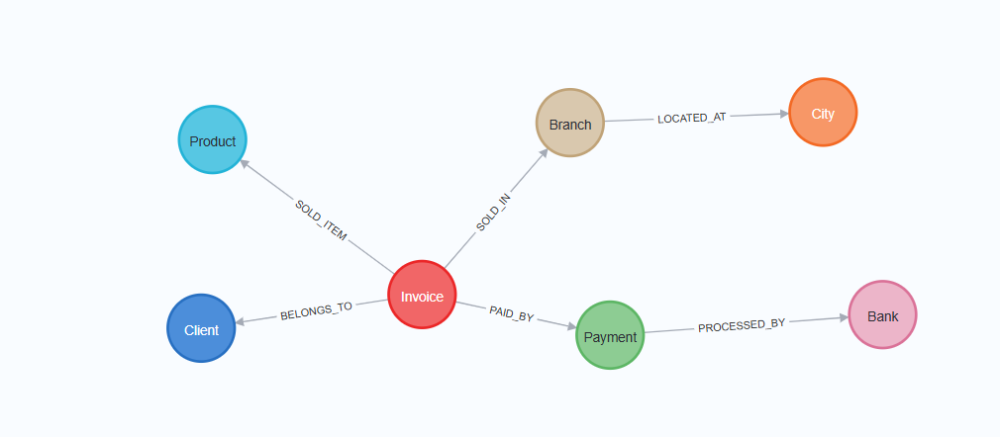 City
LOCATED_AT
Branch
Product
SOLD_IN
SOLD_ITEM
Invoice
BELONGS_TO
PAID_BY
Bank
PROCESSED_BY
Client
Payment